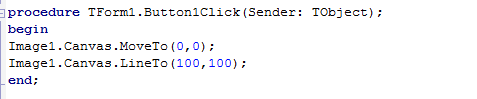 procedure TForm1.Button1Click(Sender: TObject);
begin
Image1.Canvas.MoveTo(0,0);
Image1.Canvas.LineTo(100,100);
end;